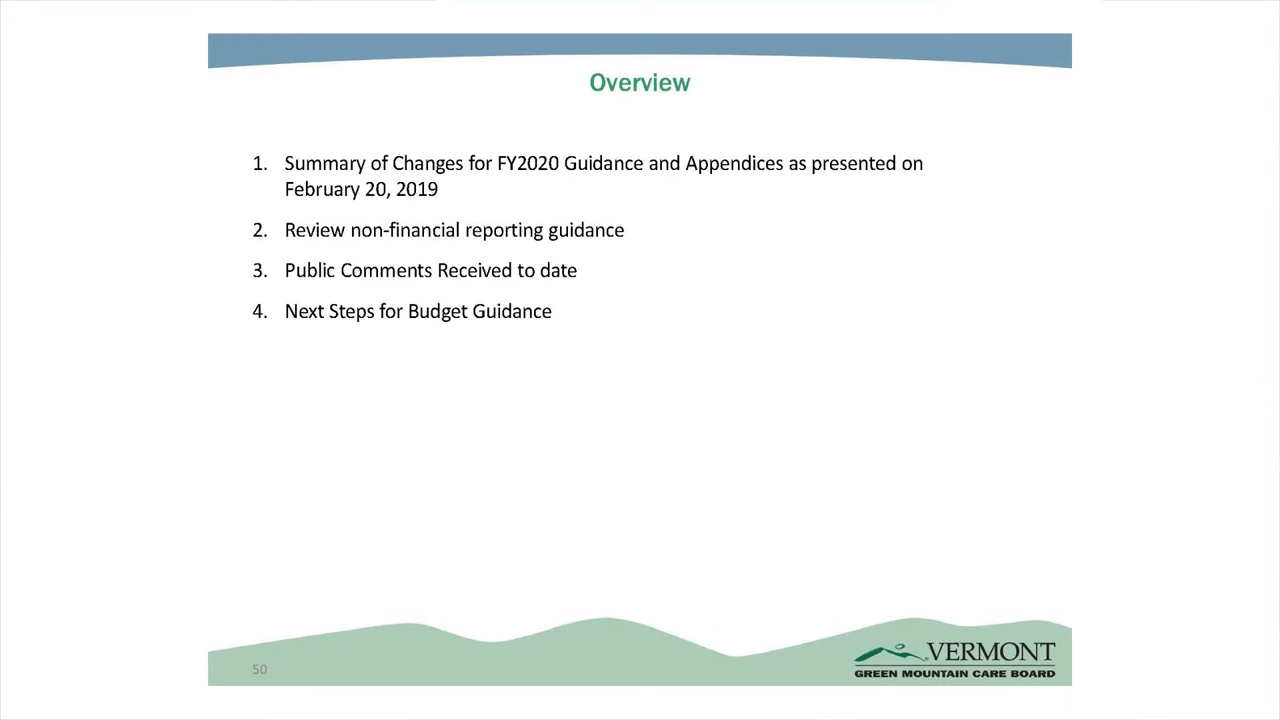 Overview
1. Summary of Changes for FY2020 Guidance and Appendices as presented on
February 20, 2019
2. Review non-financial reporting guidance
3. Public Comments Received to date
4. Next Steps for Budget Guidance
50
VERMONT
GREEN MOUNTAIN CARE BOARD